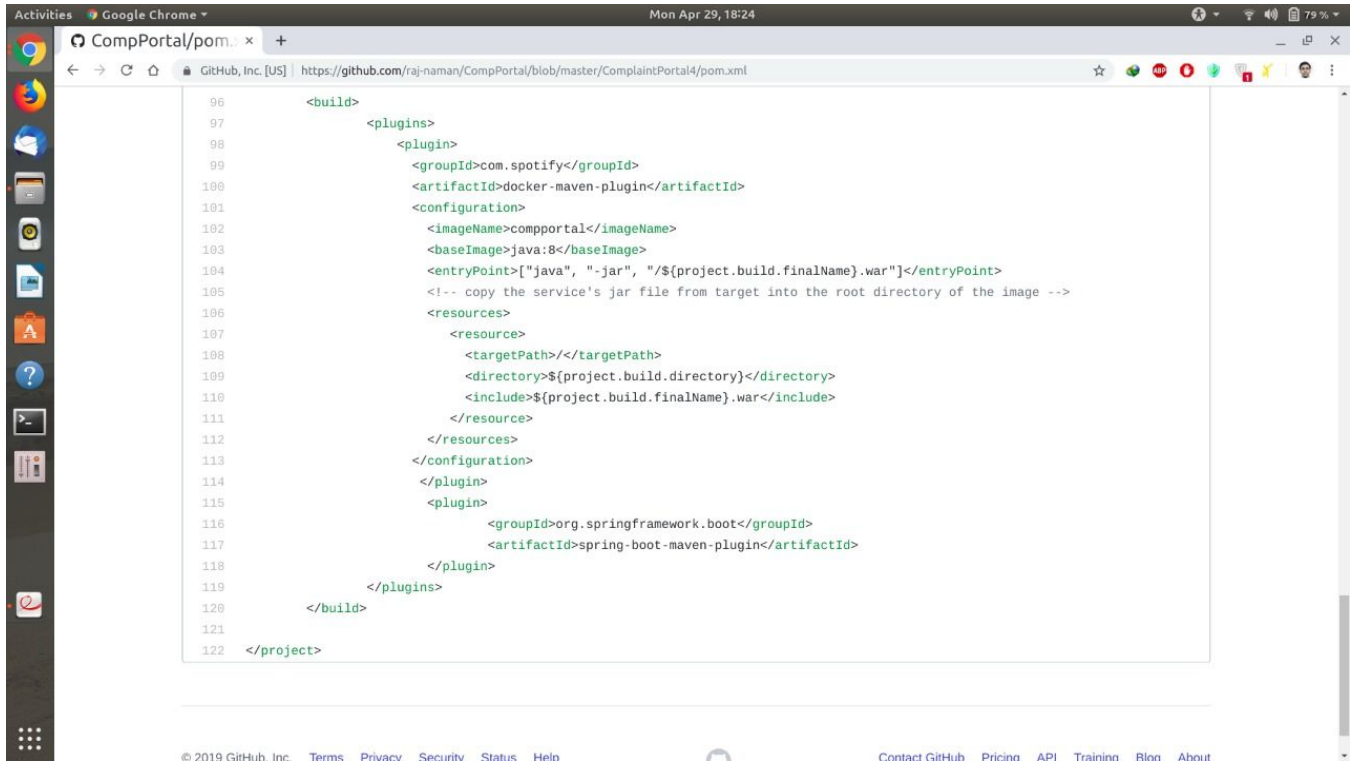 Activities Google Chrome Mon Apr 29, 18:24 79 %
CompPortal/pom. × +
GitHub, Inc. [US] | https://github.com/raj-naman/CompPortal/blob/master/ComplaintPortal4/pom.xml
96 <build>
97 <plugins>
98 <plugin>
99 <groupId>com.spotify</groupId>
100 <artifactId>docker-maven-plugin</artifactId>
101 <configuration>
102 <imageName>compportal</imageName>
103 <baseImage>java:8</baseImage>
104 <entryPoint>["java", "-jar", "/${project.build.finalName}.war"]</entryPoint>
105 <!-- copy the service's jar file from target into the root directory of the image -->
106 <resources>
107 <resource>
108 <targetPath>/</targetPath>
109 <directory>${project.build.directory}</directory>
110 <include>${project.build.finalName}.war</include>
111 </resource>
112 </resources>
113 </configuration>
114 </plugin>
115 <plugin>
116 <groupId>org.springframework.boot</groupId>
117 <artifactId>spring-boot-maven-plugin</artifactId>
118 </plugin>
119 </plugins>
120 </build>
121
122 </project>
© 2019 GitHub, Inc. Terms Privacy Security Status Help Contact GitHub Pricing API Training Blog About